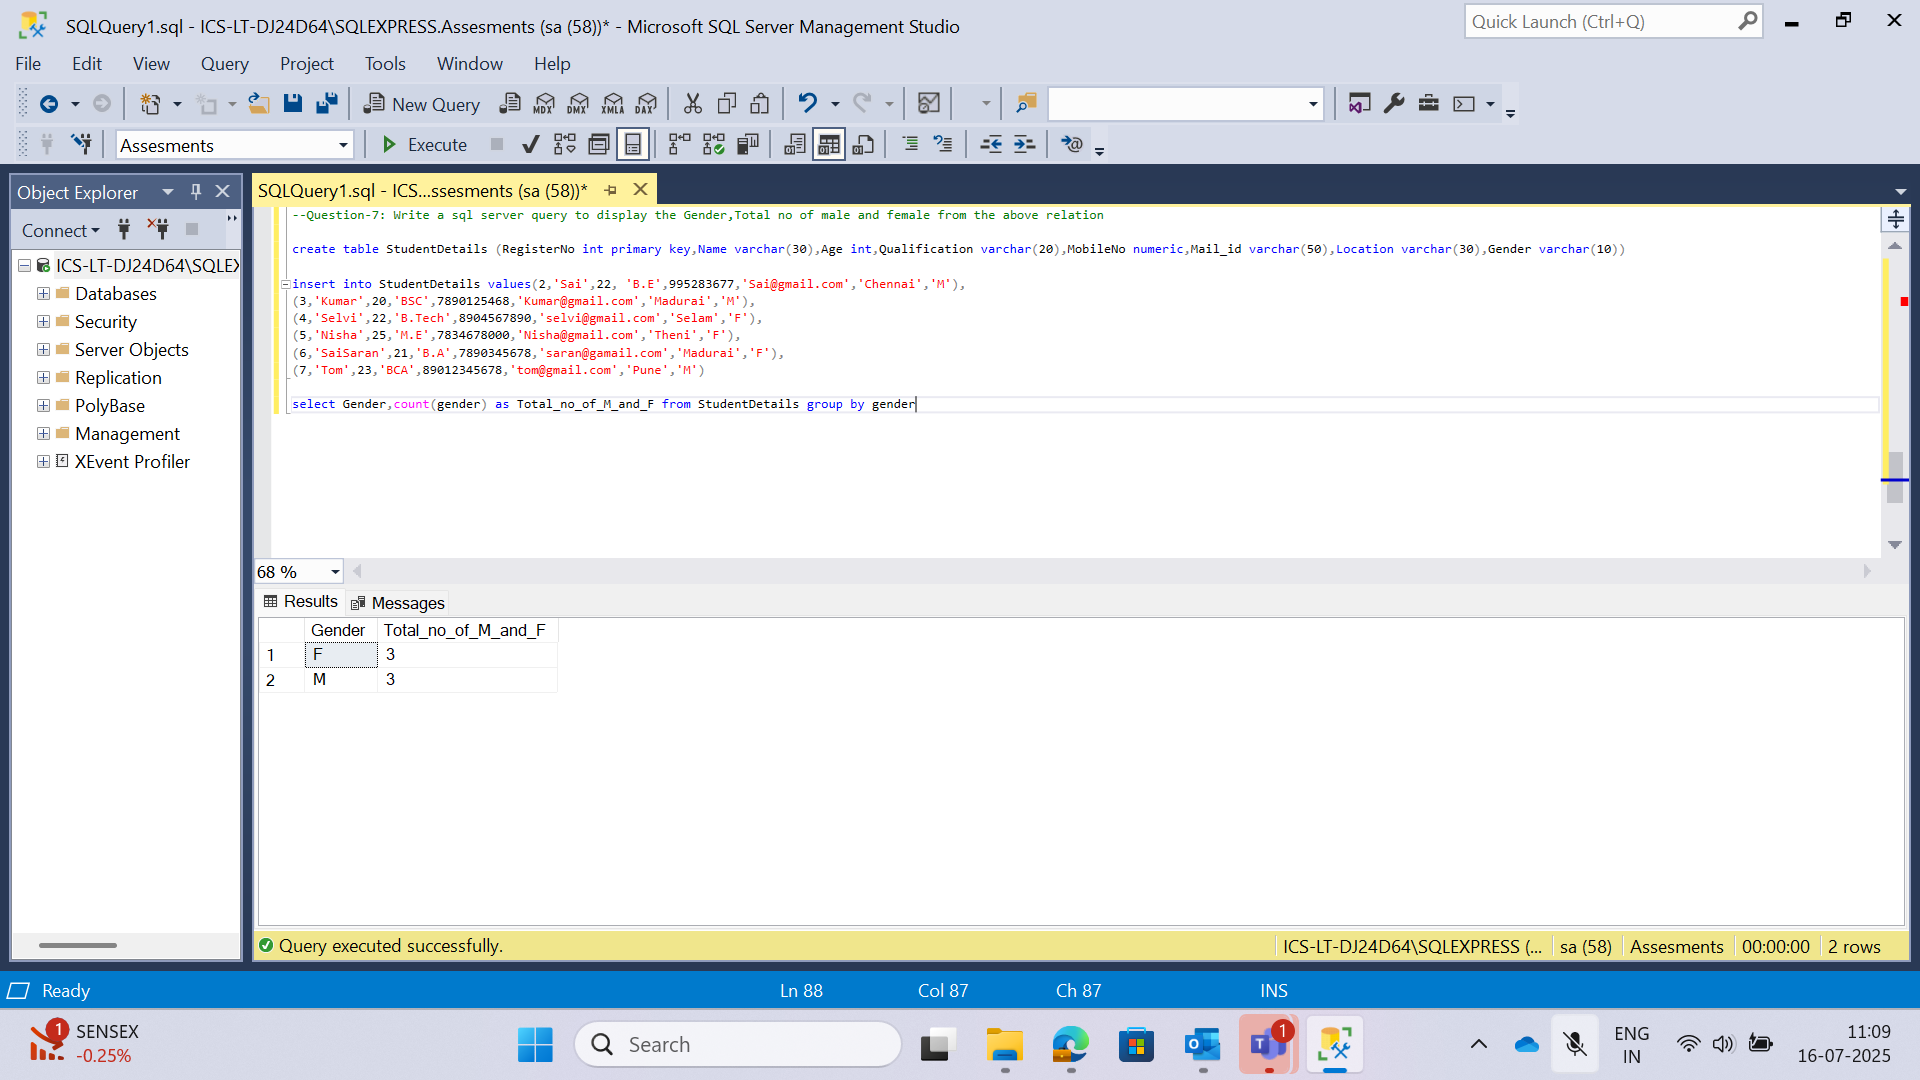 SQLQuery1.sql - ICS-LT-DJ24D64\SQLEXPRESS.Assesments (sa (58))* - Microsoft SQL Server Management Studio
Quick Launch (Ctrl+Q)
File Edit View Query Project Tools Window Help
New Query MDX DMX XMLA DAX
Assesments Execute
Object Explorer
SQLQuery1.sql - ICS...ssesments (sa (58))*
Connect
ICS-LT-DJ24D64\SQLEX
Databases
Security
Server Objects
Replication
PolyBase
Management
XEvent Profiler
--Question-7: Write a sql server query to display the Gender,Total no of male and female from the above relation
create table StudentDetails (RegisterNo int primary key,Name varchar(30),Age int,Qualification varchar(20),MobileNo numeric,Mail_id varchar(50),Location varchar(30),Gender varchar(10))
insert into StudentDetails values(2,'Sai',22, 'B.E',995283677,'Sai@gmail.com','Chennai','M'),
(3,'Kumar',20,'BSC',7890125468,'Kumar@gmail.com','Madurai','M'),
(4,'Selvi',22,'B.Tech',8904567890,'selvi@gmail.com','Selam','F'),
(5,'Nisha',25,'M.E',7834678000,'Nisha@gmail.com','Theni','F'),
(6,'SaiSaran',21,'B.A',7890345678,'saran@gamail.com','Madurai','F'),
(7,'Tom',23,'BCA',89012345678,'tom@gmail.com','Pune','M')
select Gender,count(gender) as Total_no_of_M_and_F from StudentDetails group by gender
68 %
Results Messages
Gender Total_no_of_M_and_F
1 F 3
2 M 3
Query executed successfully. ICS-LT-DJ24D64\SQLEXPRESS (... sa (58) Assesments 00:00:00 2 rows
Ready Ln 88 Col 87 Ch 87 INS
1 SENSEX
-0.25%
Search
1
ENG
IN
11:09
16-07-2025